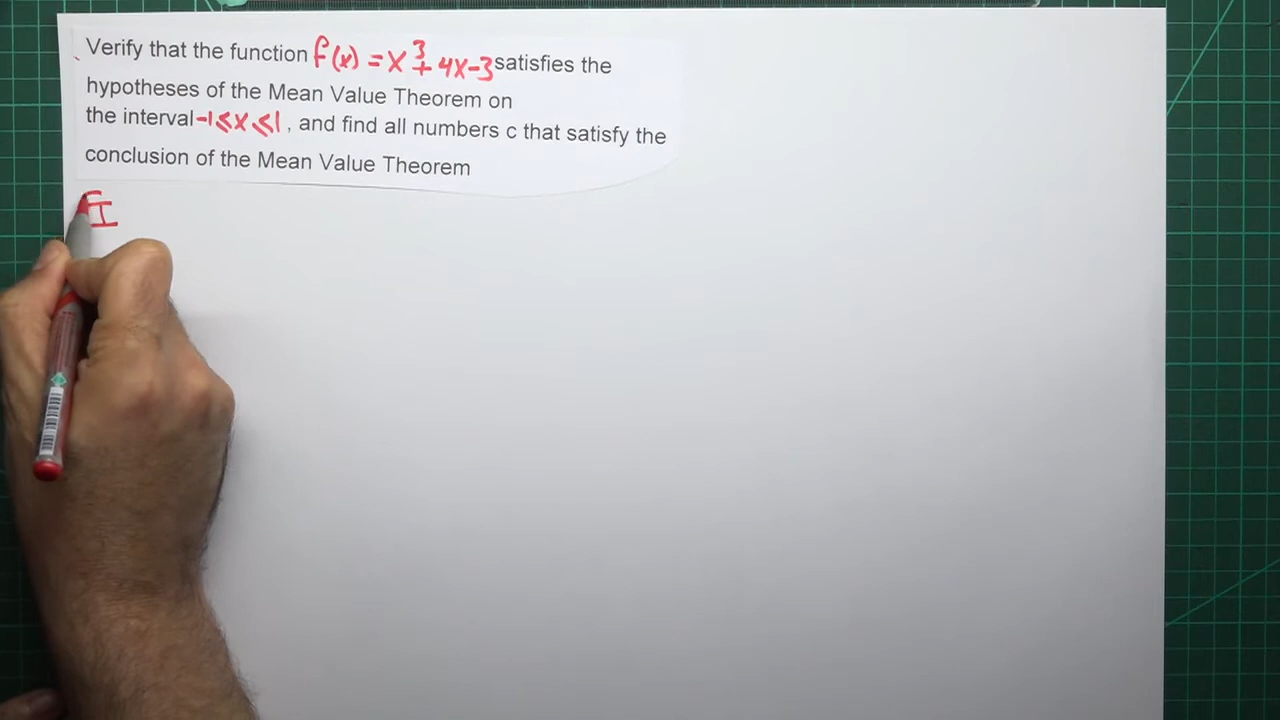 Verify that the function f(x) = x³ + 4x-3 satisfies the
hypotheses of the Mean Value Theorem on
the interval -1 ≤ x ≤ 1, and find all numbers c that satisfy the
conclusion of the Mean Value Theorem